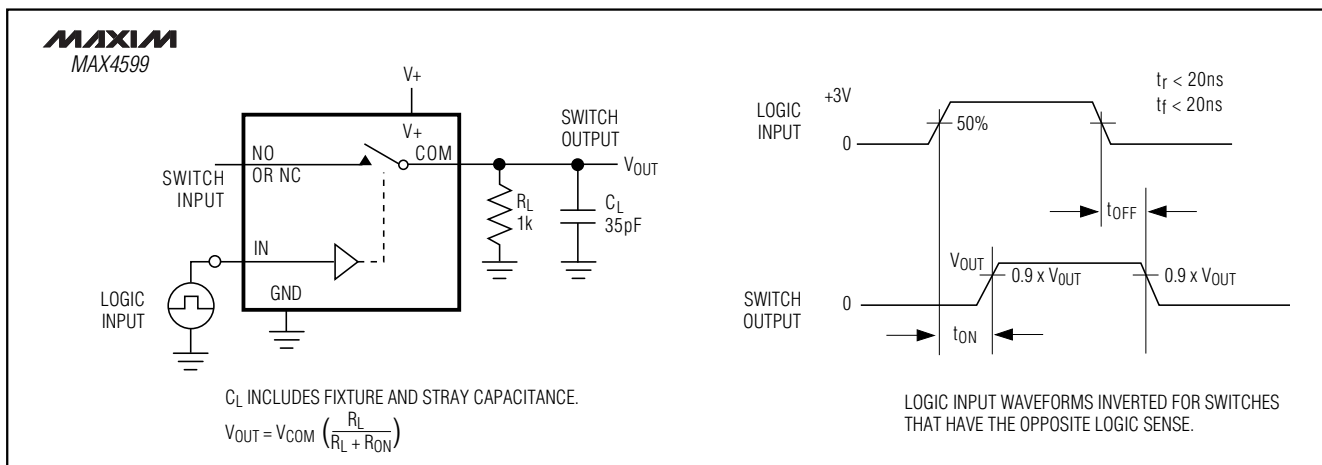 MAXIM
MAX4599
V+
V+
NO
OR NC
COM
SWITCH
INPUT
SWITCH
OUTPUT
VOUT
RL
1k
CL
35pF
IN
GND
LOGIC
INPUT
CL INCLUDES FIXTURE AND STRAY CAPACITANCE.
VOUT = VCOM (RL / RL + RON)
LOGIC
INPUT
+3V
0
50%
tr < 20ns
tf < 20ns
tOFF
SWITCH
OUTPUT
VOUT
0
0.9 x VOUT
0.9 x VOUT
tON
LOGIC INPUT WAVEFORMS INVERTED FOR SWITCHES
THAT HAVE THE OPPOSITE LOGIC SENSE.